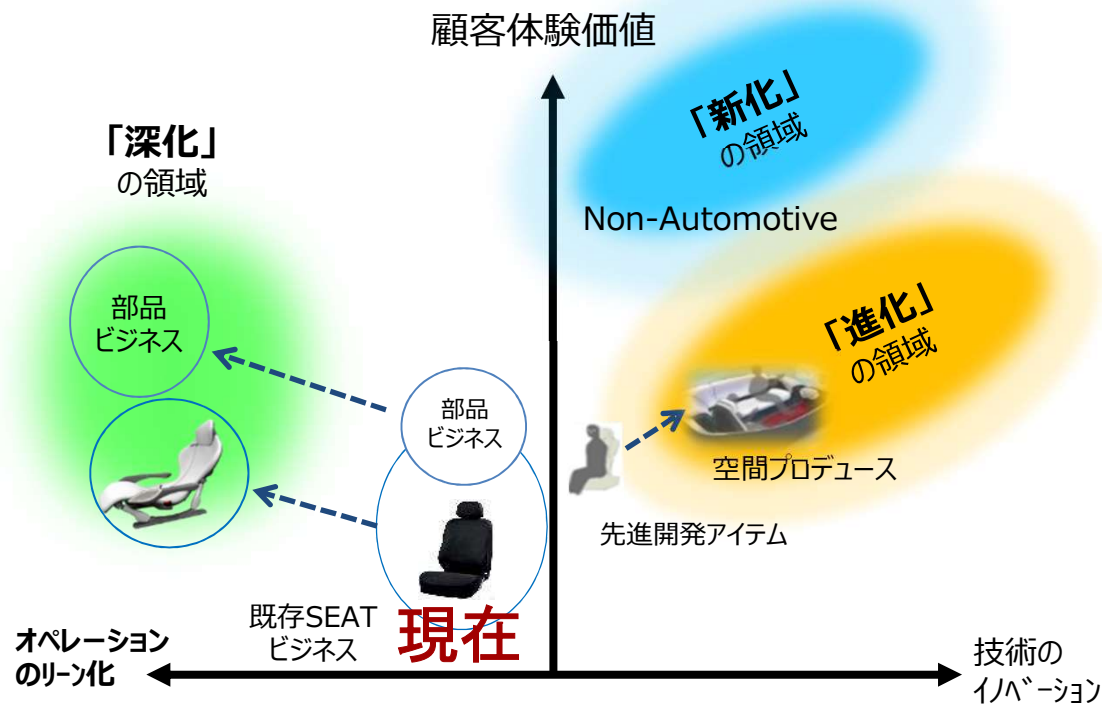 顧客体験価値
「新化」
の領域
「深化」
の領域
Non-Automotive
部品
ビジネス
「進化」
の領域
部品
ビジネス
空間プロデュース
先進開発アイテム
既存SEAT
ビジネス
現在
オペレーション
のリーン化
技術の
イノベーション